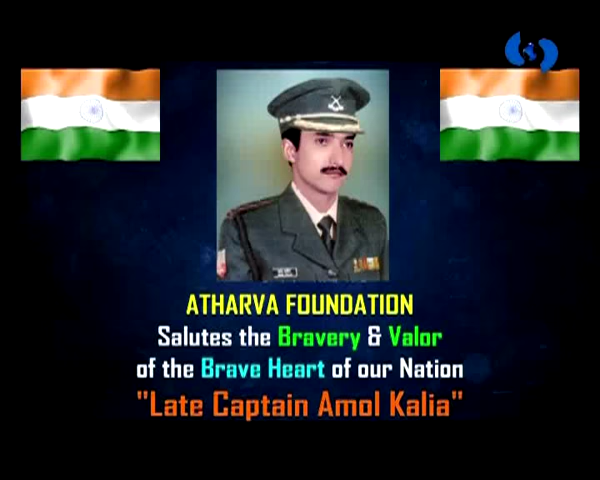 ATHARVA FOUNDATION
Salutes the Bravery & Valor
of the Brave Heart of our Nation
"Late Captain Amol Kalia"